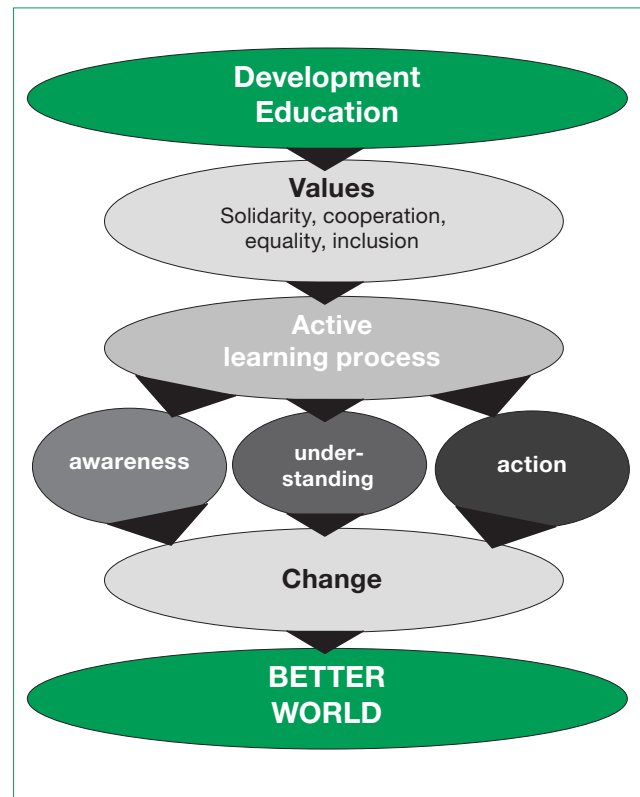 Development
Education
Values
Solidarity, cooperation,
equality, inclusion
Active
learning process
awareness
under-
standing
action
Change
BETTER
WORLD